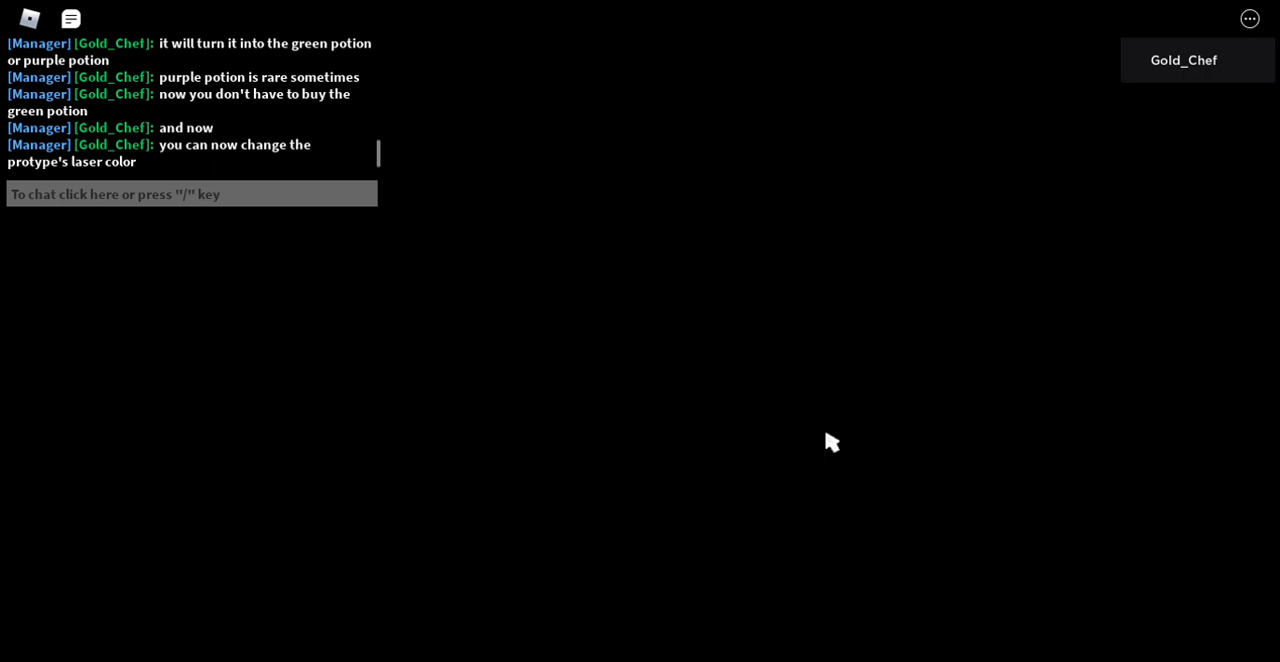 [Manager] [Gold_Chef]: it will turn it into the green potion
or purple potion
[Manager] [Gold_Chef]: purple potion is rare sometimes
[Manager] [Gold_Chef]: now you don't have to buy the
green potion
[Manager] [Gold_Chef]: and now
[Manager] [Gold_Chef]: you can now change the
protype's laser color
To chat click here or press "/" key
Gold_Chef